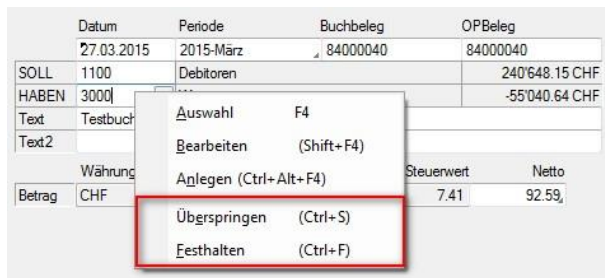 Datum Periode Buchbeleg OPBeleg
27.03.2015 2015-März 84000040 84000040
SOLL 1100 Debitoren 240'648.15 CHF
HABEN 3000 -55'040.64 CHF
Text Testbuch
Text2
Auswahl F4
Bearbeiten (Shift+F4)
Anlegen (Ctrl+Alt+F4)
Überspringen (Ctrl+S)
Festhalten (Ctrl+F)
Währung Steuerwert Netto
Betrag CHF 7.41 92.59